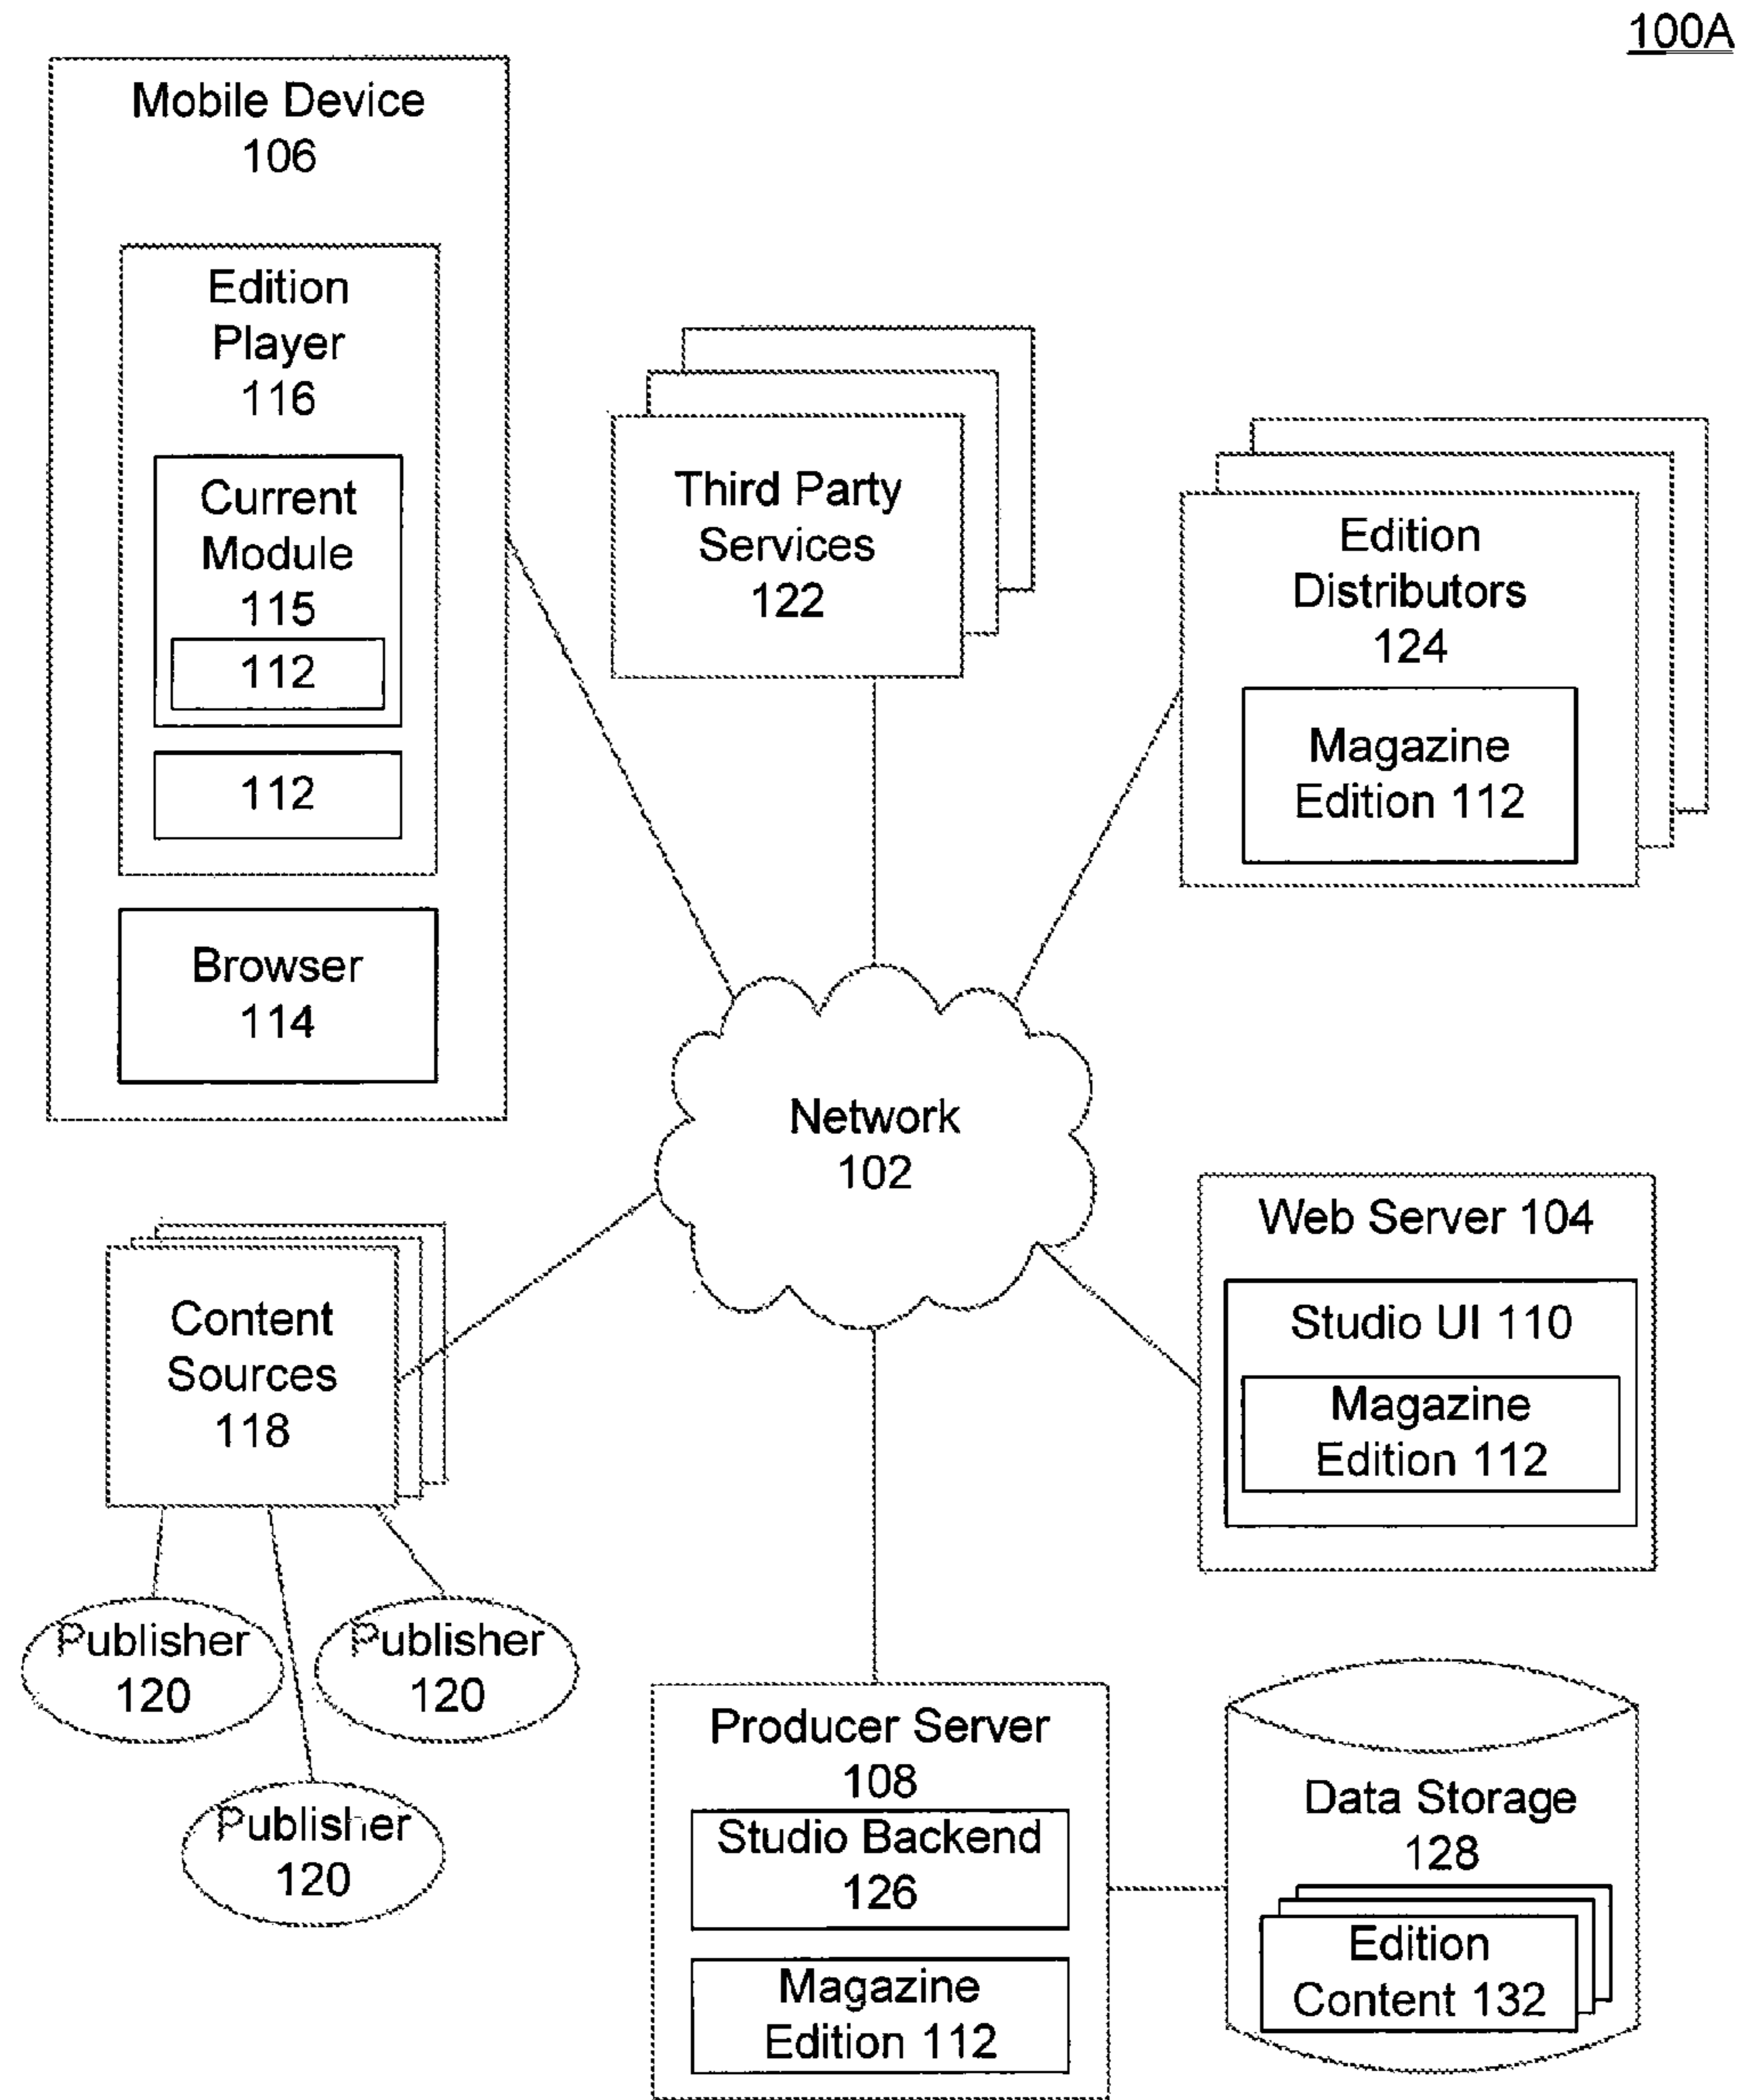 100A
Mobile Device
106
Edition
Player
116
Current
Module
115
112
112
Browser
114
Third Party
Services
122
Edition
Distributors
124
Magazine
Edition 112
Network
102
Web Server 104
Studio UI 110
Magazine
Edition 112
Content
Sources
118
Publisher
120
Publisher
120
Publisher
120
Producer Server
108
Studio Backend
126
Magazine
Edition 112
Data Storage
128
Edition
Content 132